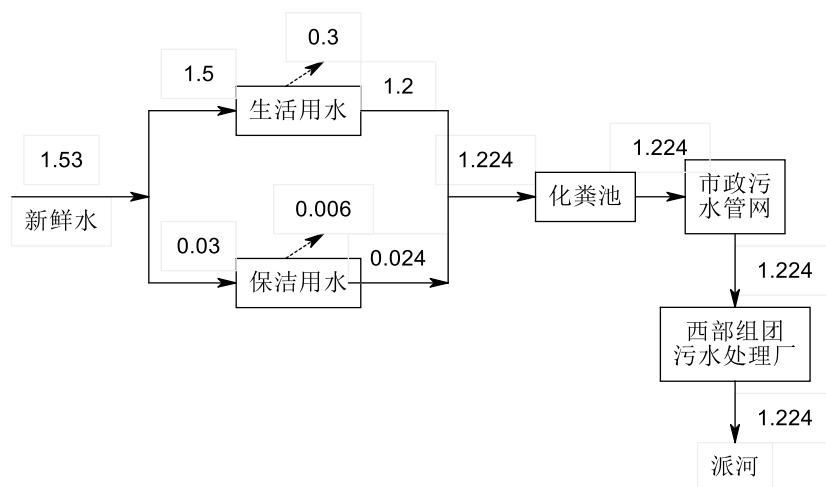 0.3
1.5
1.2
生活用水
1.53
1.224
1.224
新鲜水
化粪池
市政污
水管网
0.006
0.03
0.024
保洁用水
1.224
西部组团
污水处理厂
1.224
派河